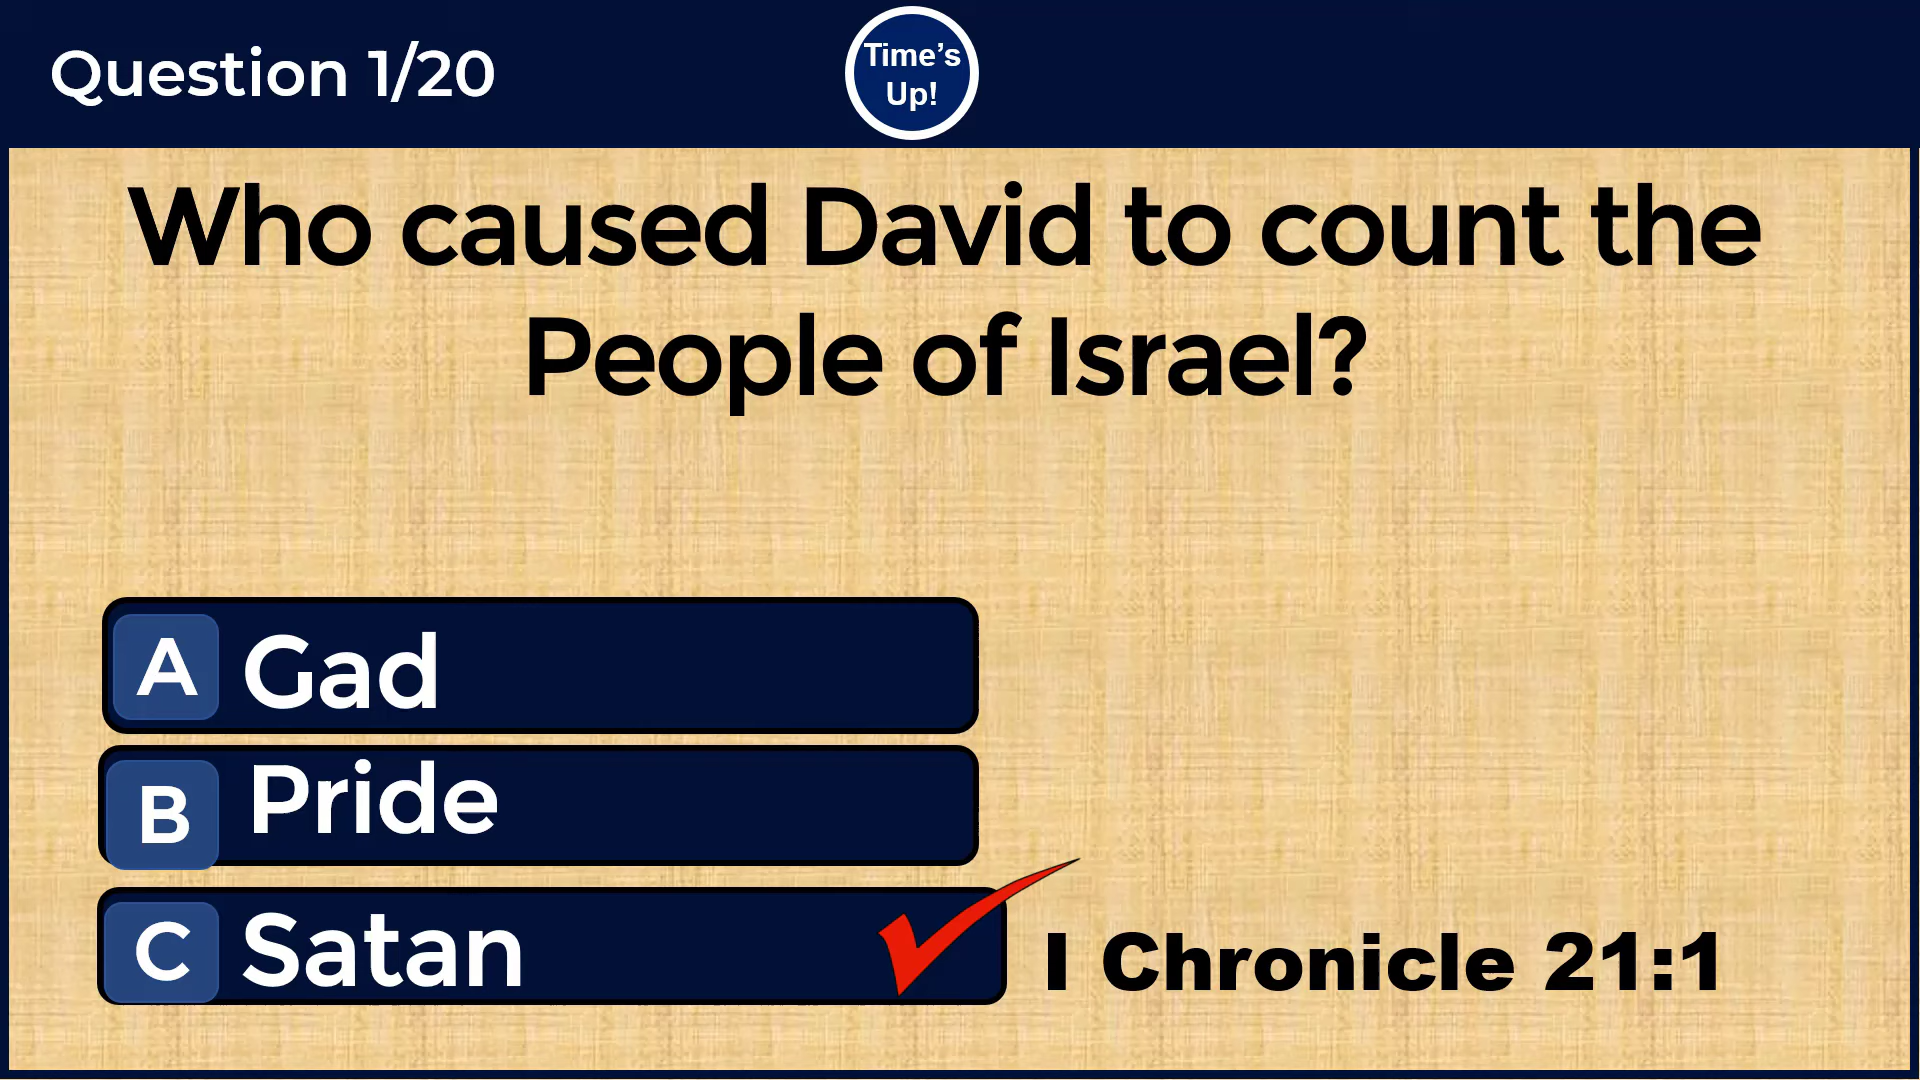 Question 1/20
Time's
Up!
Who caused David to count the
People of Israel?
A Gad
B Pride
C Satan
I Chronicle 21:1